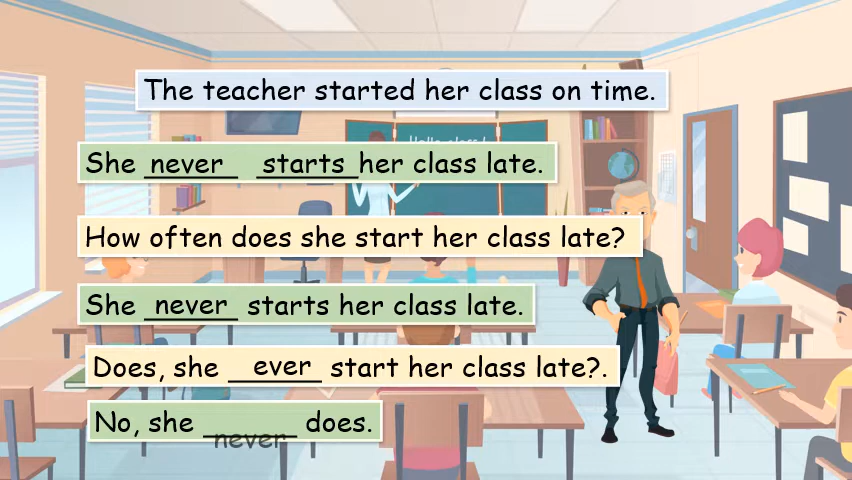 The teacher started her class on time.
Hello class!
She never starts her class late.
How often does she start her class late?
She never starts her class late.
Does, she ever start her class late?.
No, she never does.